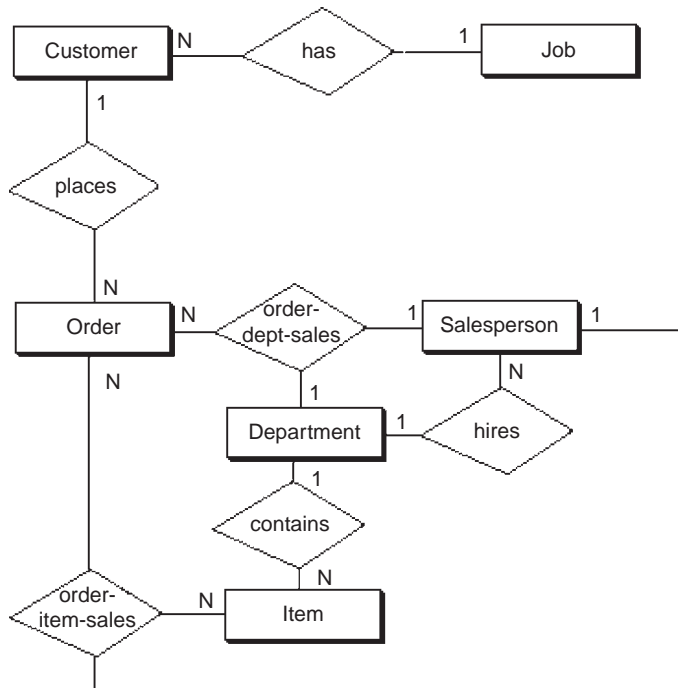 Customer
N
has
1
Job
1
places
N
Order
N
order-
dept-sales
1
Salesperson
1
N
1
N
Department
1
hires
1
contains
N
order-
item-sales
N
Item